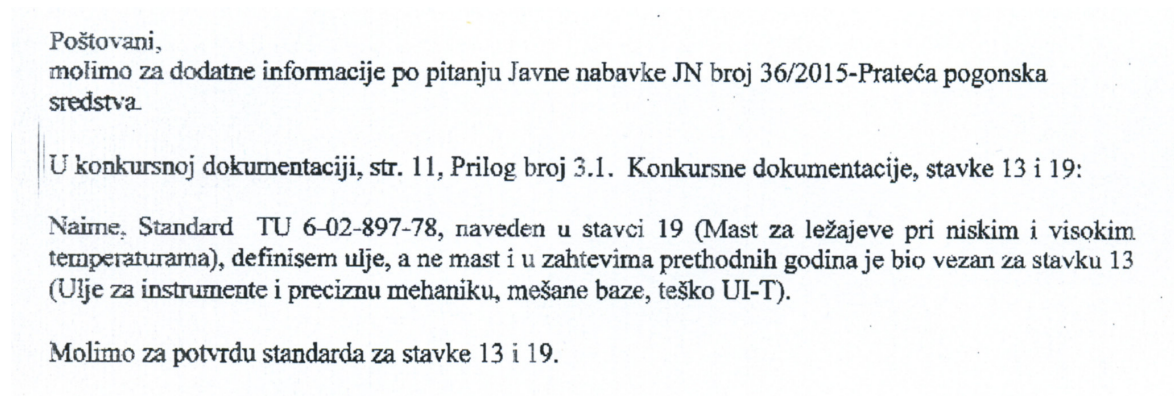 Poštovani,
molimo za dodatne informacije po pitanju Javne nabavke JN broj 36/2015-Prateća pogonska
sredstva.
U konkursnoj dokumentaciji, str. 11, Prilog broj 3.1. Konkursne dokumentacije, stavke 13 i 19:
Naime, Standard TU 6-02-897-78, naveden u stavci 19 (Mast za ležajeve pri niskim i visokim
temperaturama), definisem ulje, a ne mast i u zahtevima prethodnih godina je bio vezan za stavku 13
(Ulje za instrumente i preciznu mehaniku, mešane baze, teško UI-T).
Molimo za potvrdu standarda za stavke 13 i 19.